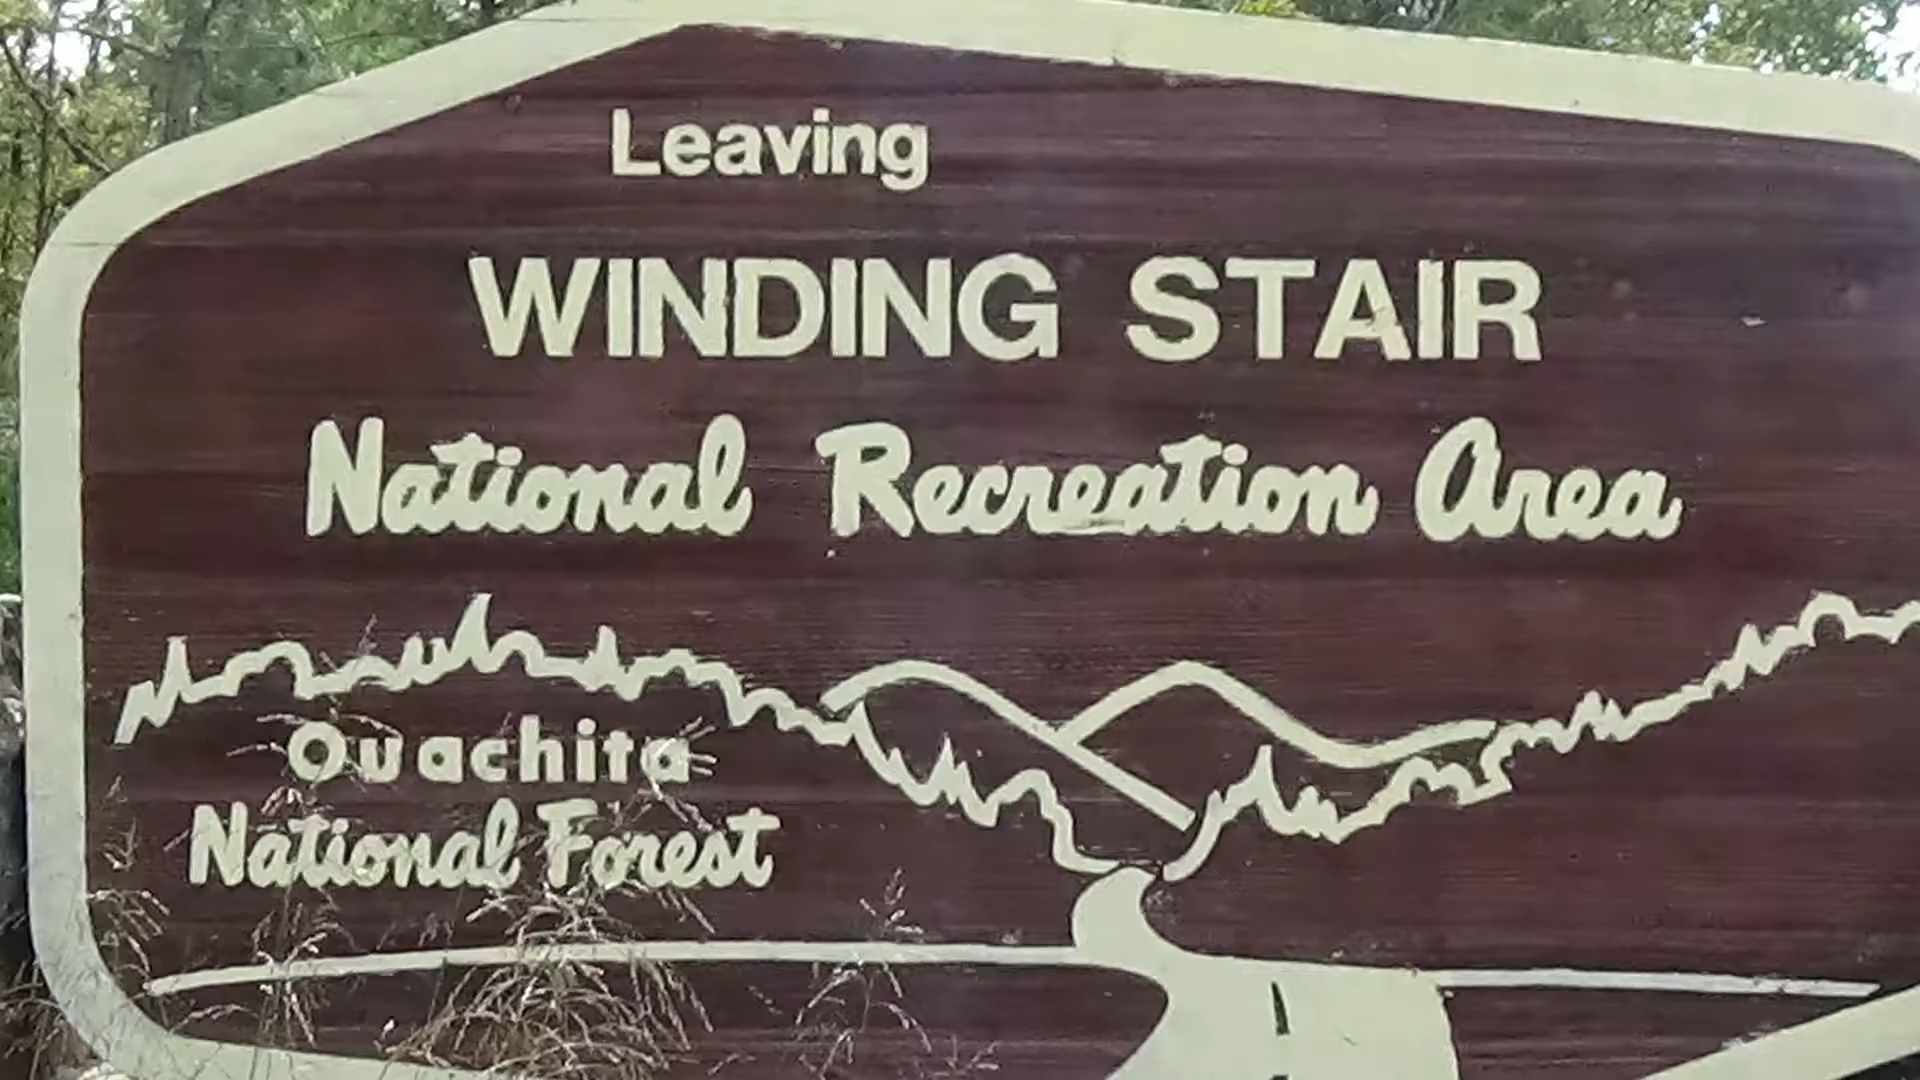 Leaving
WINDING STAIR
National Recreation Area
Ouachita
National Forest